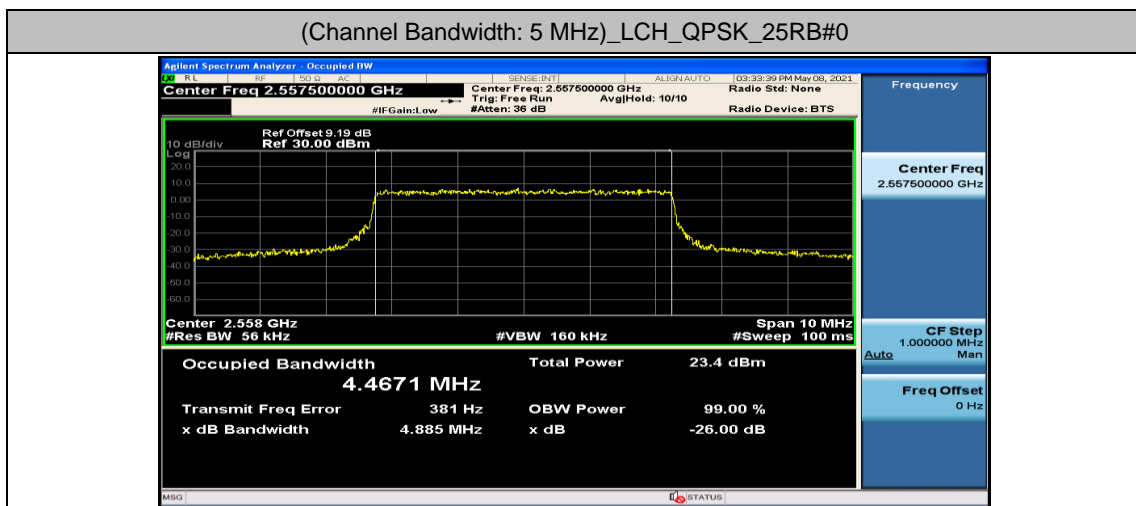 (Channel Bandwidth: 5 MHz)_LCH_QPSK_25RB#0
Agilent Spectrum Analyzer - Occupied BW
LXI RL RF 50 Ω AC SENSE:INT ALIGN AUTO 03:33:39 PM May 08, 2021
Center Freq 2.557500000 GHz
Center Freq: 2.557500000 GHz
Radio Std: None
Trig: Free Run Avg|Hold: 10/10
#IFGain:Low #Atten: 36 dB
Radio Device: BTS
Frequency
Ref Offset 9.19 dB
10 dB/div Ref 30.00 dBm
Log
20.0
10.0
0.00
-10.0
-20.0
-30.0
-40.0
-50.0
-60.0
Center Freq
2.557500000 GHz
Center 2.558 GHz Span 10 MHz
#Res BW 56 kHz #VBW 160 kHz #Sweep 100 ms
CF Step
1.000000 MHz
Auto Man
Occupied Bandwidth Total Power 23.4 dBm
4.4671 MHz
Freq Offset
0 Hz
Transmit Freq Error 381 Hz OBW Power 99.00 %
x dB Bandwidth 4.885 MHz x dB -26.00 dB
MSG STATUS